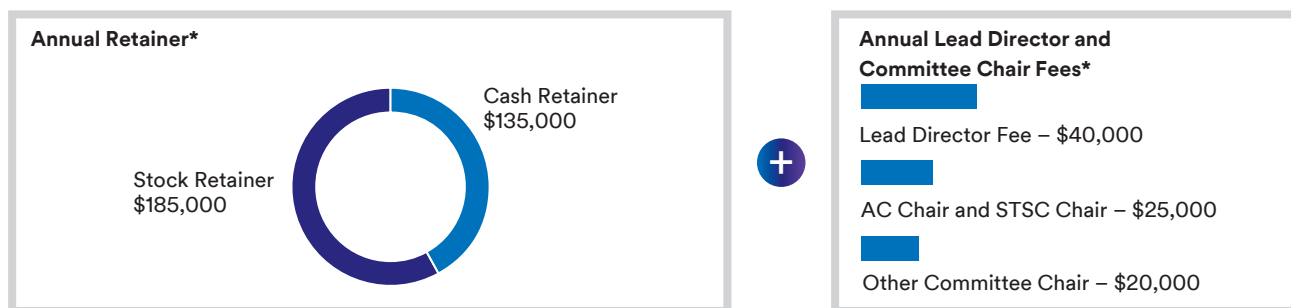 Annual Retainer*
Cash Retainer
$135,000
Stock Retainer
$185,000
+
Annual Lead Director and
Committee Chair Fees*
Lead Director Fee – $40,000
AC Chair and STSC Chair – $25,000
Other Committee Chair – $20,000